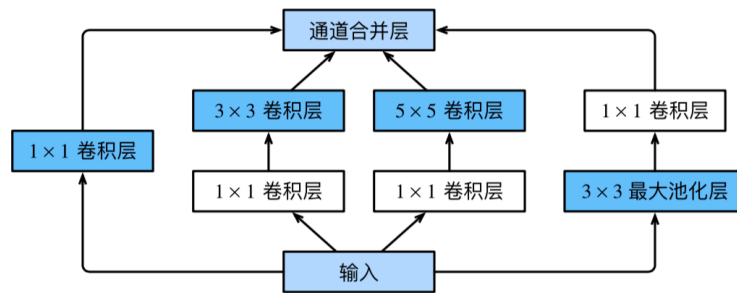 通道合并层
3 × 3 卷积层
5 × 5 卷积层
1 × 1 卷积层
1 × 1 卷积层
1 × 1 卷积层
1 × 1 卷积层
3 × 3 最大池化层
输入